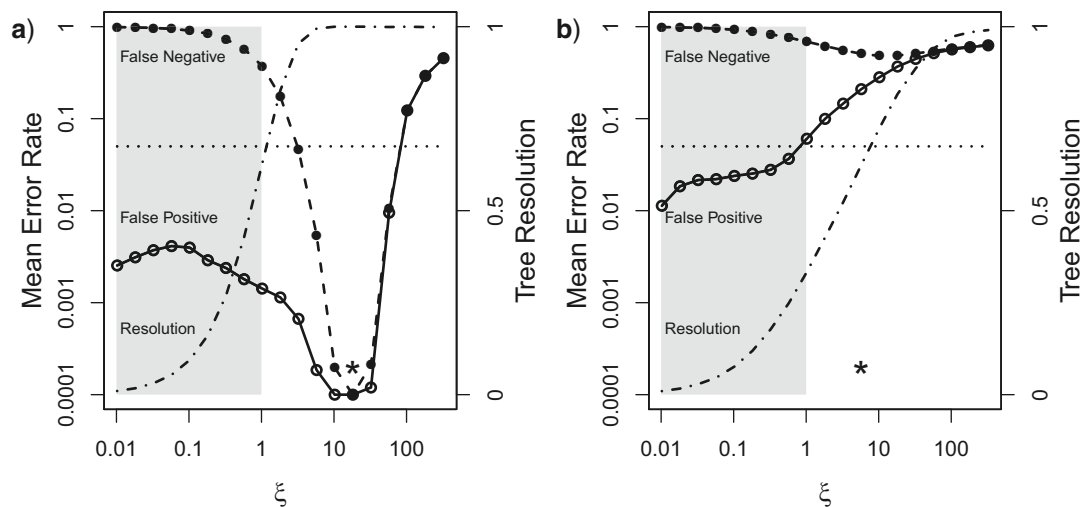 a)
Mean Error Rate
1
0.1
0.01
0.001
0.0001
False Negative
False Positive
Resolution
*
0.01
0.1
1
10
100
ξ
1
0.5
0
Tree Resolution
b)
Mean Error Rate
1
0.1
0.01
0.001
0.0001
False Negative
False Positive
Resolution
*
0.01
0.1
1
10
100
ξ
1
0.5
0
Tree Resolution